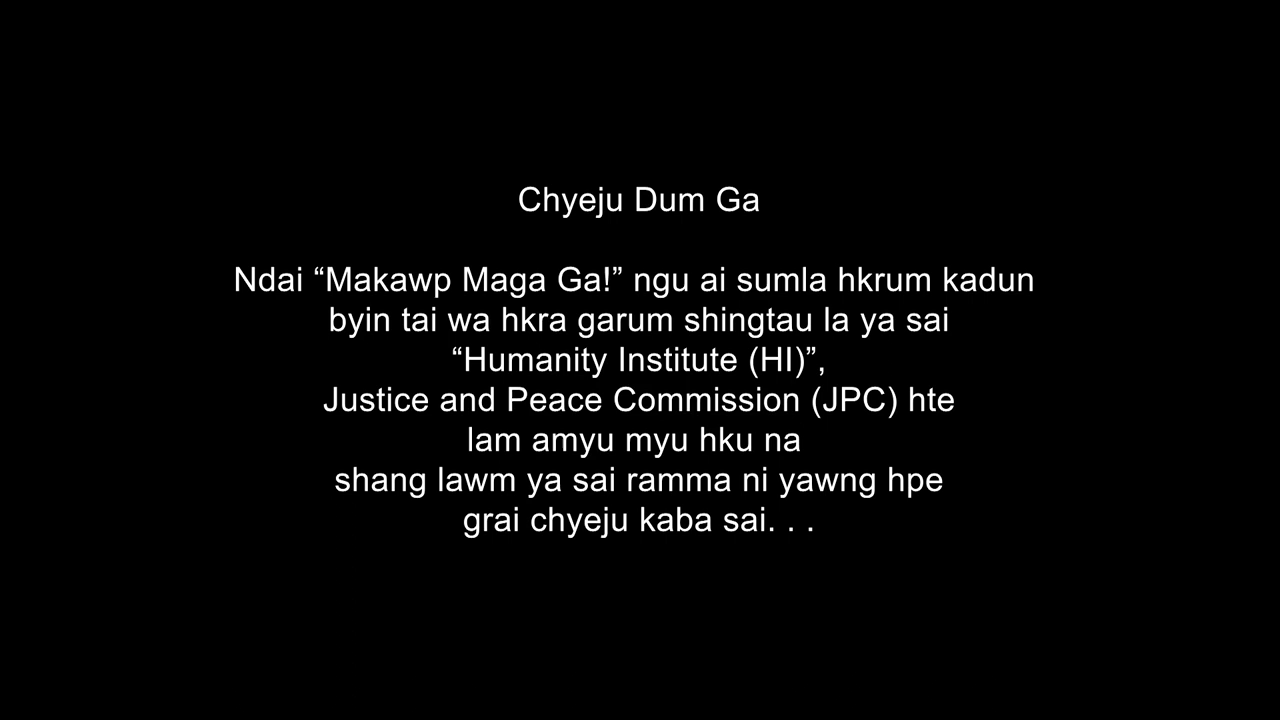 Chyeju Dum Ga
Ndai “Makawp Maga Ga!” ngu ai sumla hkrum kadun
byin tai wa hkra garum shingtau la ya sai
“Humanity Institute (HI)”,
Justice and Peace Commission (JPC) hte
lam amyu myu hku na
shang lawm ya sai ramma ni yawng hpe
grai chyeju kaba sai. . .